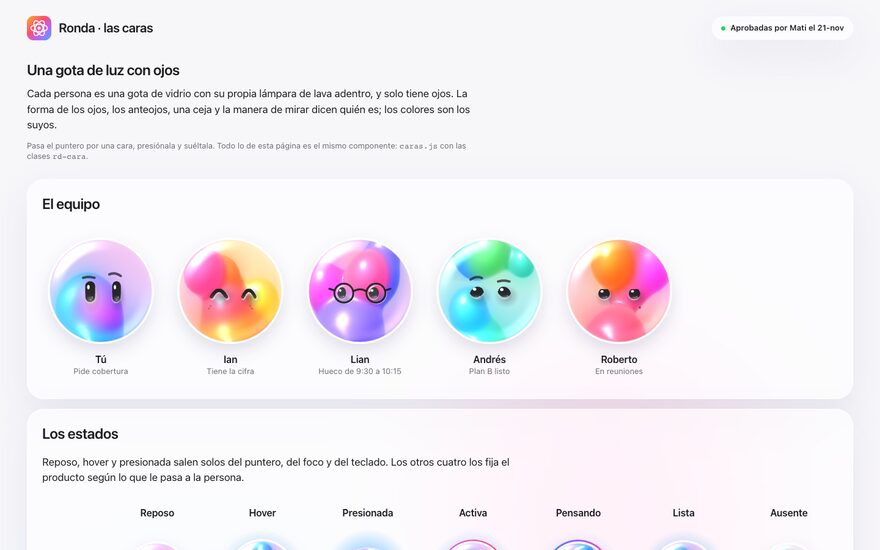 Ronda · las caras
Aprobadas por Mati el 21-nov
Una gota de luz con ojos
Cada persona es una gota de vidrio con su propia lámpara de lava adentro, y solo tiene ojos. La
forma de los ojos, los anteojos, una ceja y la manera de mirar dicen quién es; los colores son los
suyos.
Pasa el puntero por una cara, presiónala y suéltala. Todo lo de esta página es el mismo componente: caras.js con las
clases rd-cara.
El equipo
Tú
Ian
Lian
Andrés
Roberto
Pide cobertura
Tiene la cifra
Hueco de 9:30 a 10:15
Plan B listo
En reuniones
Los estados
Reposo, hover y presionada salen solos del puntero, del foco y del teclado. Los otros cuatro los fija el
producto según lo que le pasa a la persona.
Reposo
Hover
Presionada
Activa
Pensando
Lista
Ausente